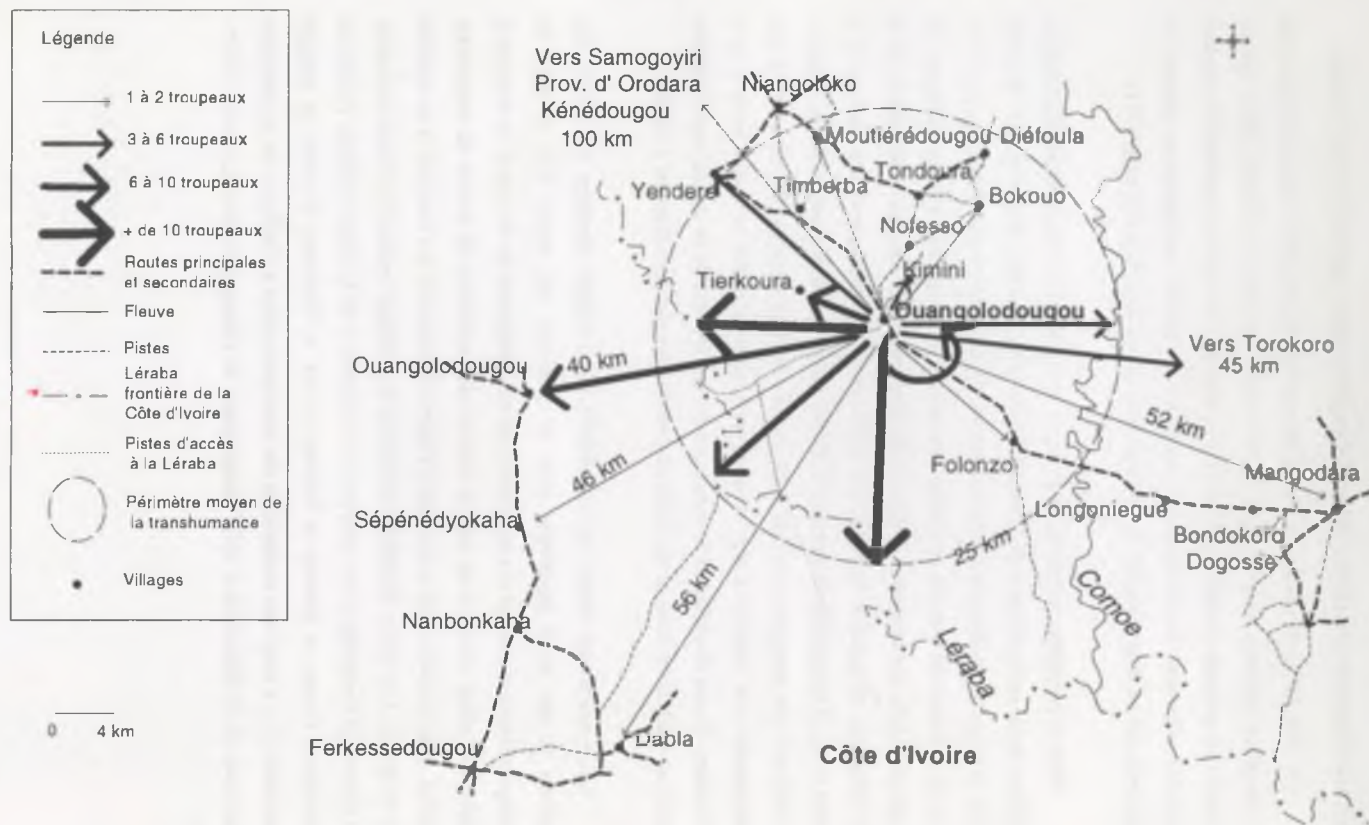 Légende
1 à 2 troupeaux
3 à 6 troupeaux
6 à 10 troupeaux
+ de 10 troupeaux
Routes principales
et secondaires
Fleuve
Pistes
Léraba
frontière de la
Côte d'Ivoire
Pistes d'accès
à la Léraba
Périmètre moyen de
la transhumance
Villages
0 4 km
Vers Samogoyiri
Prov. d' Orodara
Kénédougou
100 km
Niangoloko
Moutiérédougou
Diéfoula
Tondoura
Yendere
Timberba
Bokouo
Nofesso
Kimini
Tierkoura
Ouangolodougou
Ouangolodougou
40 km
Vers Torokoro
45 km
52 km
46 km
Folonzo
Mangodara
Longoniegue
Sépénédyokaha
Bondokoro
Dogosse
25 km
56 km
Comoe
Nanbonkaha
Léraba
Ferkessedougou
Dabla
Côte d'Ivoire